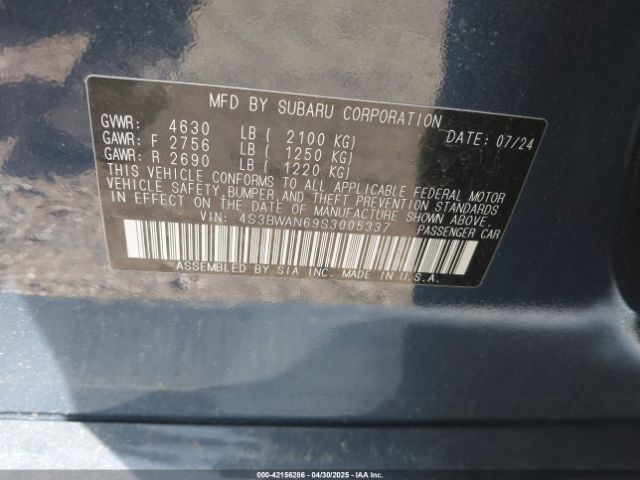 MFD BY SUBARU CORPORATION
GVWR: 4630 LB ( 2100 KG) DATE: 07/24
GAWR: F 2756 LB ( 1250 KG)
GAWR: R 2690 LB ( 1220 KG)
THIS VEHICLE CONFORMS TO ALL APPLICABLE FEDERAL MOTOR
VEHICLE SAFETY, BUMPER, AND THEFT PREVENTION STANDARDS
IN EFFECT ON THE DATE OF MANUFACTURE SHOWN ABOVE.
VIN: 4S3BWAN69S3005337 PASSENGER CAR
ASSEMBLED BY SIA INC. MADE IN U.S.A.
000-42156286 - 04/30/2025 - IAA Inc.